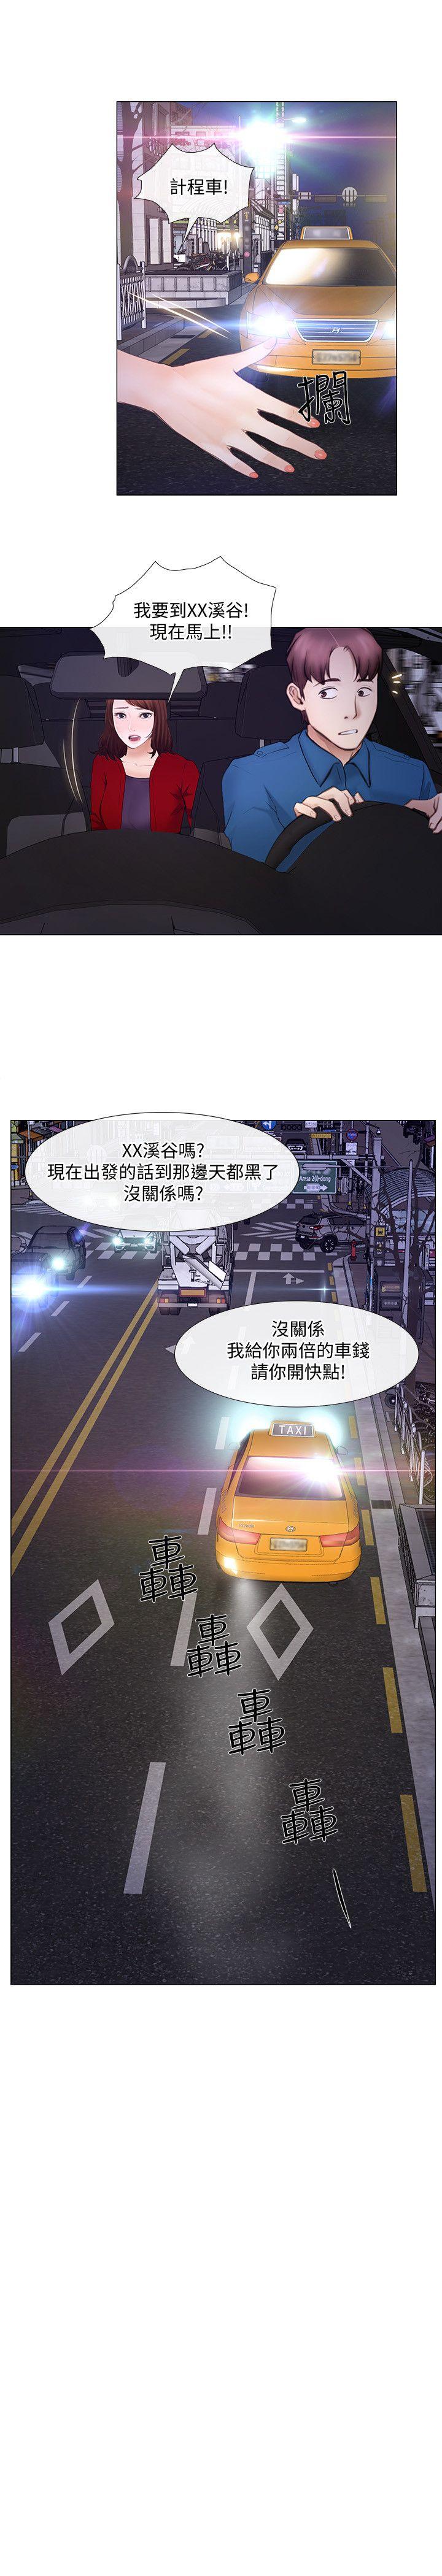 計程車!
攔
我要到XX溪谷!
現在馬上!!
XX溪谷嗎?
現在出發的話到那邊天都黑了
沒關係嗎?
Amsa 2(i)-dong
沒關係
我給你兩倍的車錢
請你開快點!
TAXI
轟
轟
轟
轟